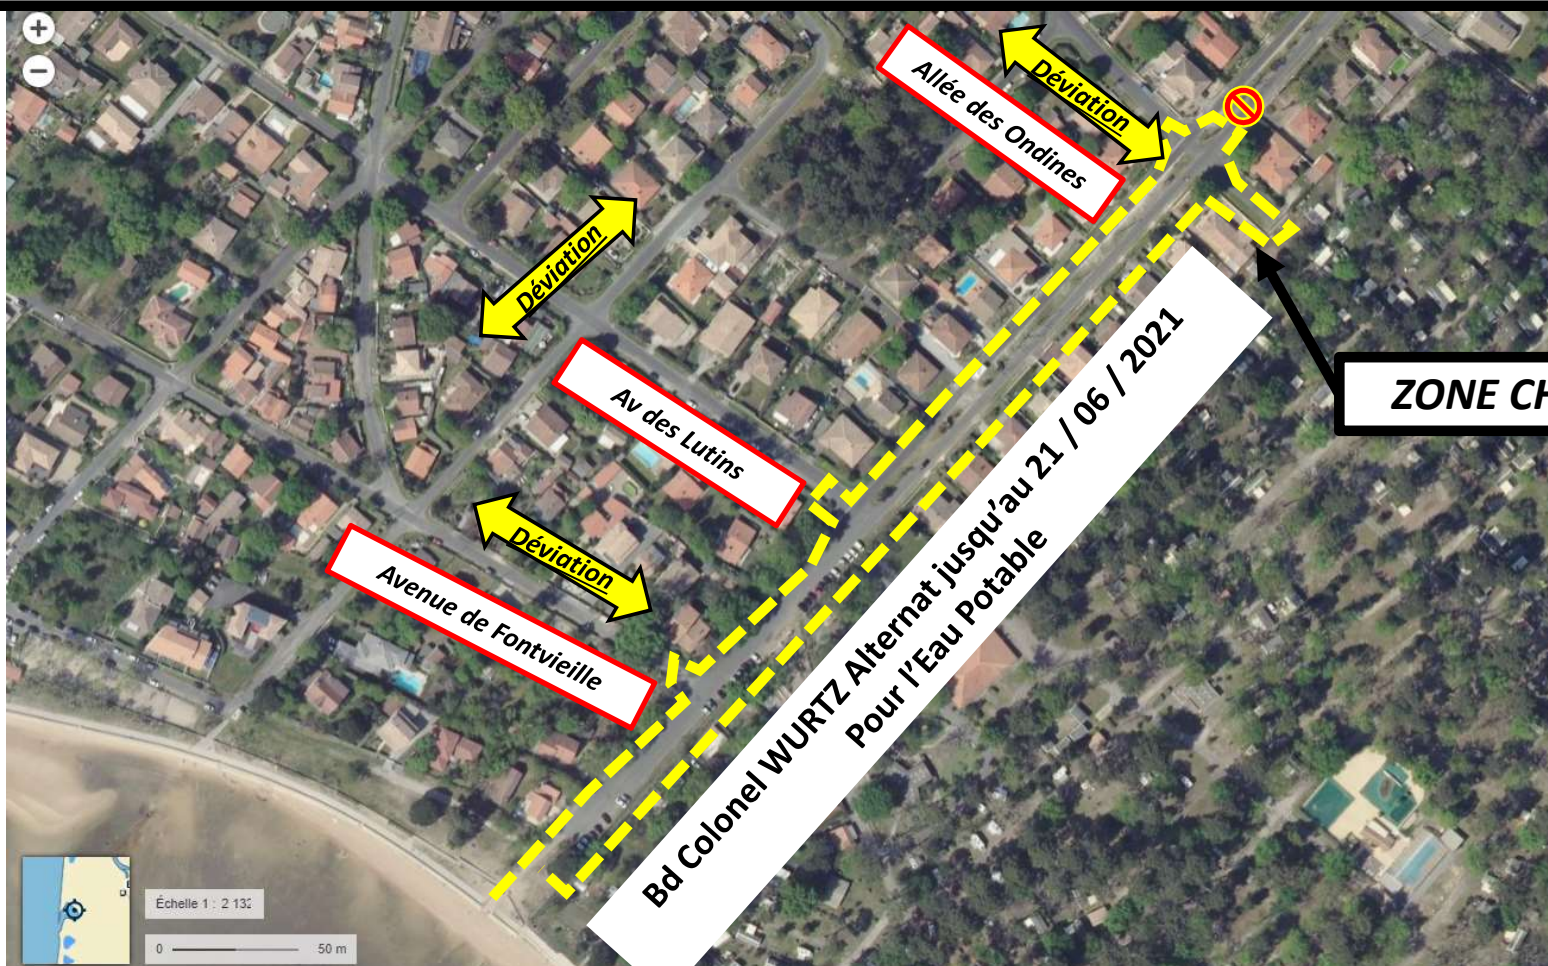 +
−
Allée des Ondines
Déviation
Déviation
Av des Lutins
Déviation
Avenue de Fontvieille
ZONE CH
Bd Colonel WURTZ Alternat jusqu'au 21 / 06 / 2021
Pour l'Eau Potable
Échelle 1 : 2 132
0 50 m